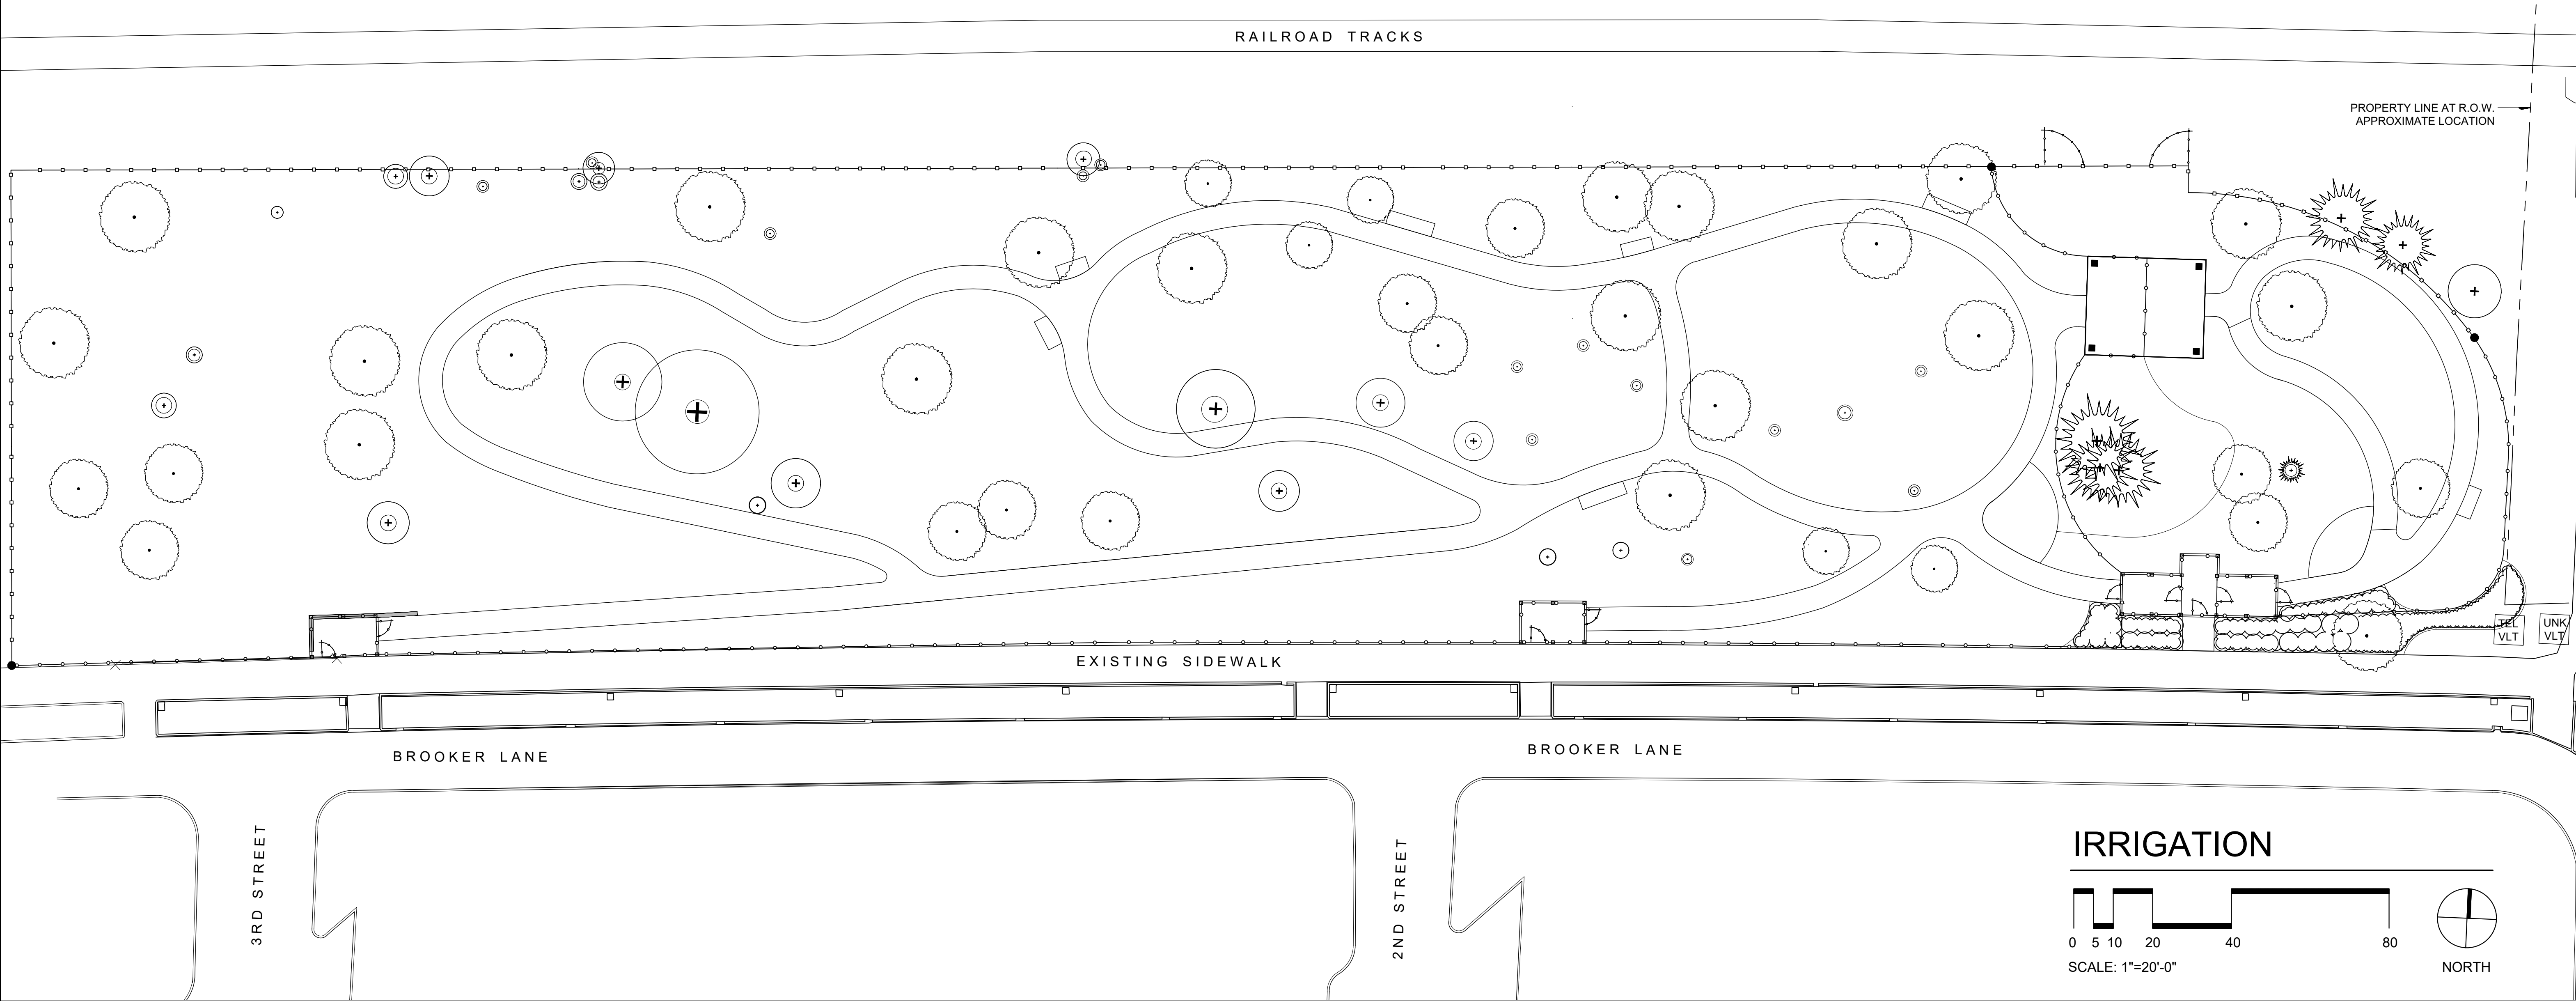 RAILROAD TRACKS
PROPERTY LINE AT R.O.W.
APPROXIMATE LOCATION
TEL
VLT
UNK
VLT
EXISTING SIDEWALK
BROOKER LANE
BROOKER LANE
3RD STREET
2ND STREET
IRRIGATION
0 5 10 20 40 80
SCALE: 1"=20'-0"
NORTH